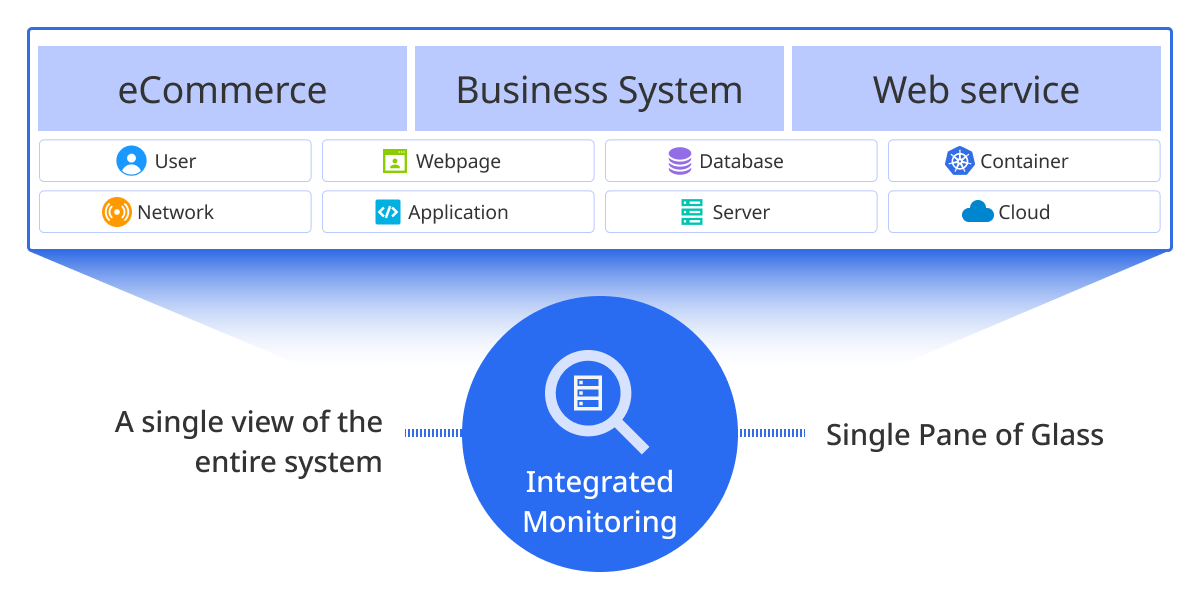 eCommerce
Business System
Web service
User
Webpage
Database
Container
Network
Application
Server
Cloud
A single view of the
entire system
Integrated
Monitoring
Single Pane of Glass